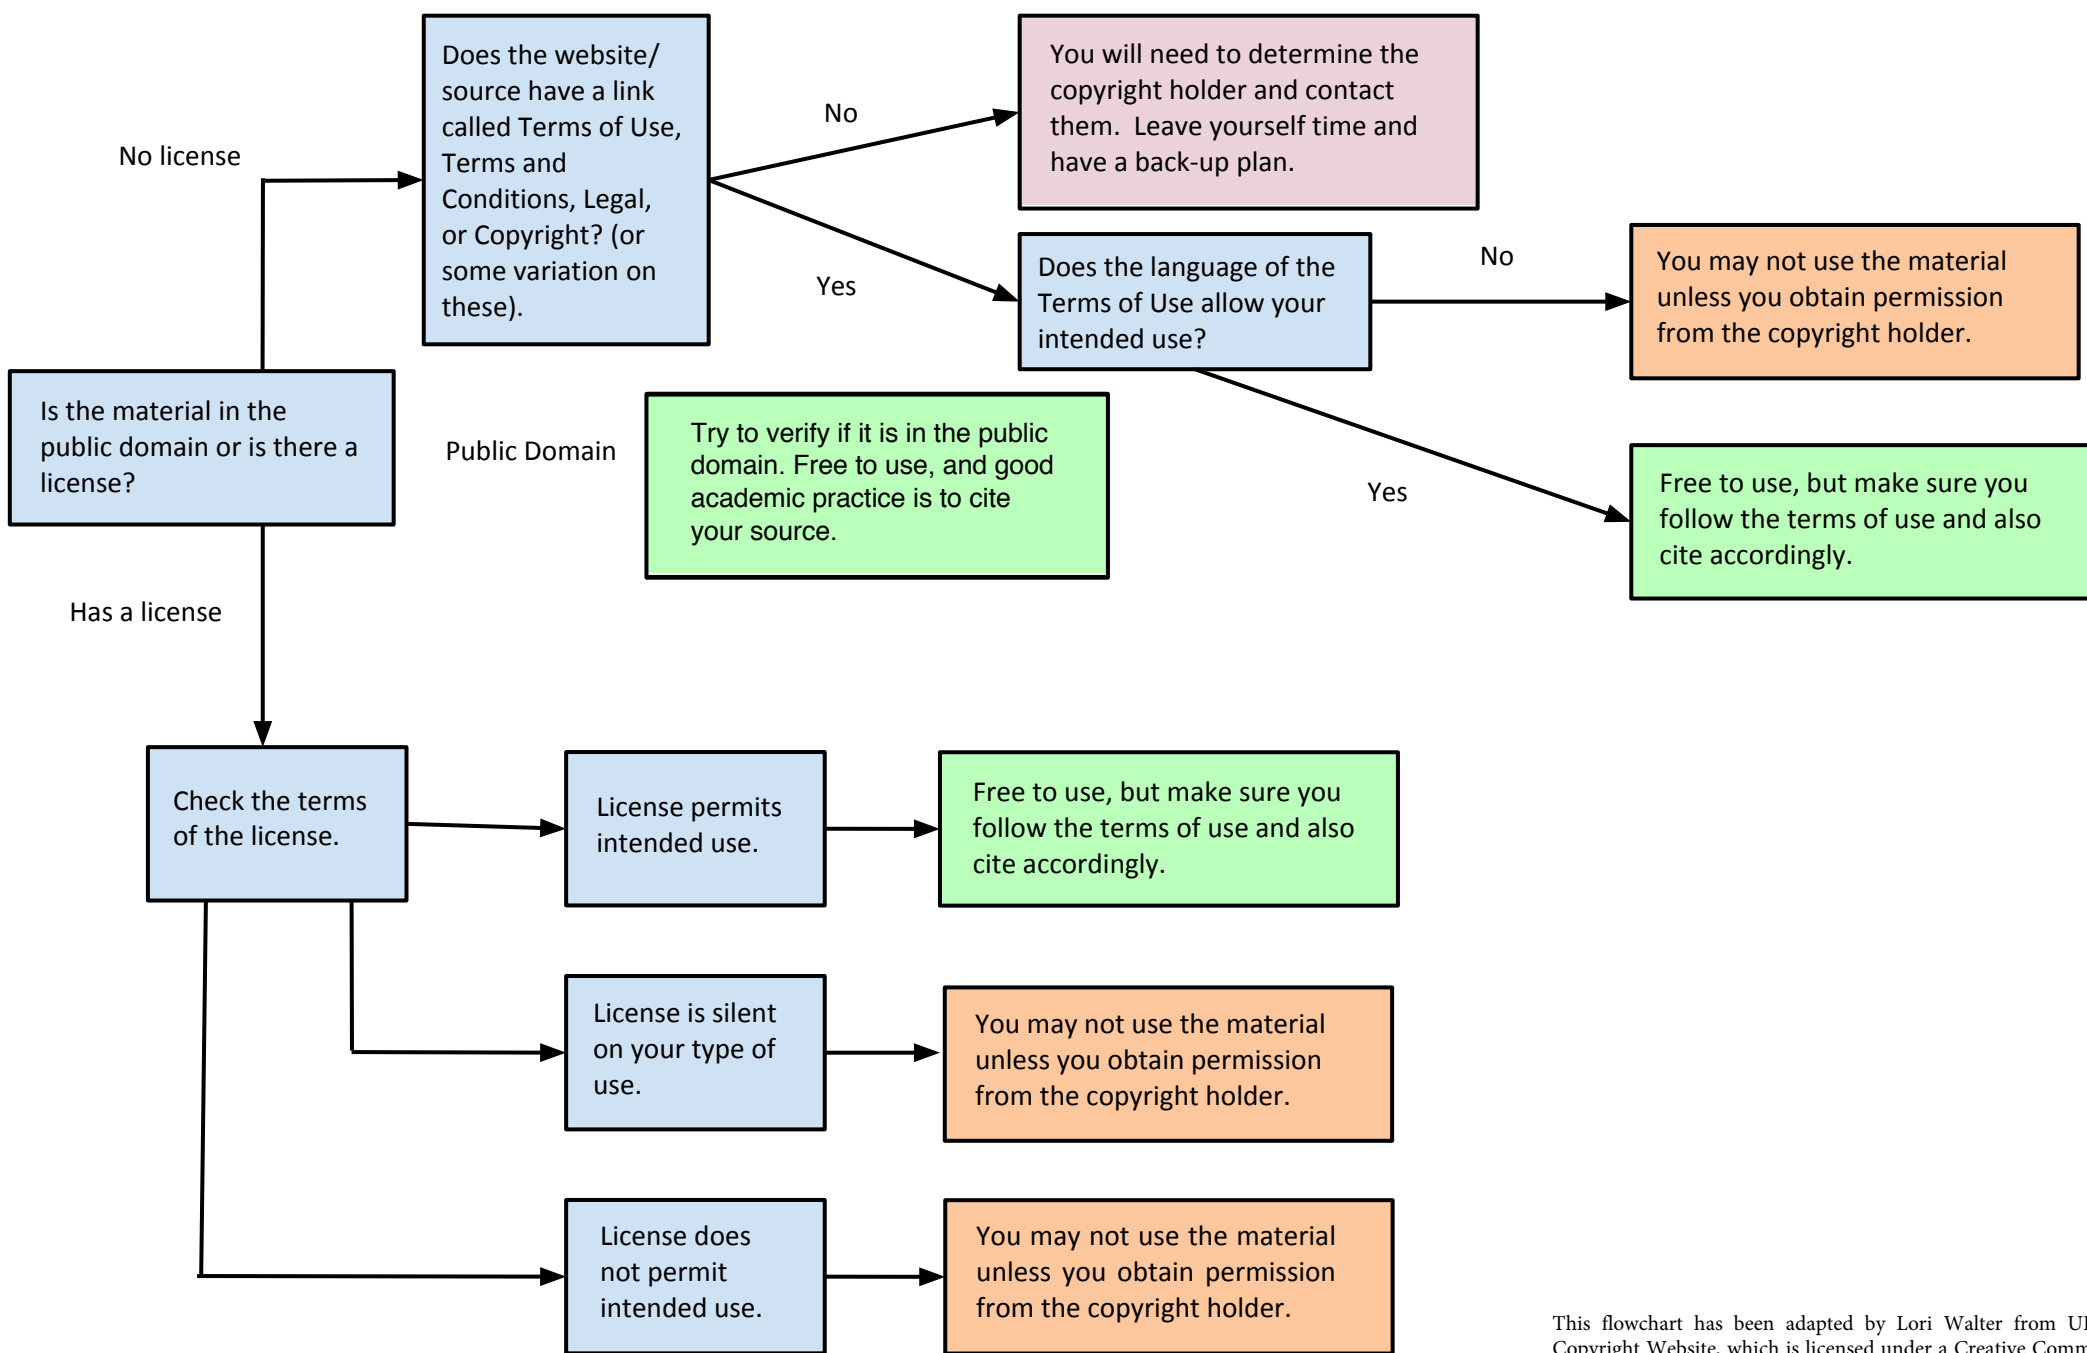 Does the website/
source have a link
called Terms of Use,
Terms and
Conditions, Legal,
or Copyright? (or
some variation on
these).
No
You will need to determine the
copyright holder and contact
them.  Leave yourself time and
have a back-up plan.
No license
Yes
Does the language of the
Terms of Use allow your
intended use?
No
You may not use the material
unless you obtain permission
from the copyright holder.
Is the material in the
public domain or is there a
license?
Public Domain
Try to verify if it is in the public
domain. Free to use, and good
academic practice is to cite
your source.
Yes
Free to use, but make sure you
follow the terms of use and also
cite accordingly.
Has a license
Check the terms
of the license.
License permits
intended use.
Free to use, but make sure you
follow the terms of use and also
cite accordingly.
License is silent
on your type of
use.
You may not use the material
unless you obtain permission
from the copyright holder.
License does
not permit
intended use.
You may not use the material
unless you obtain permission
from the copyright holder.
This flowchart has been adapted by Lori Walter from
Copyright Website, which is licensed under a Creative